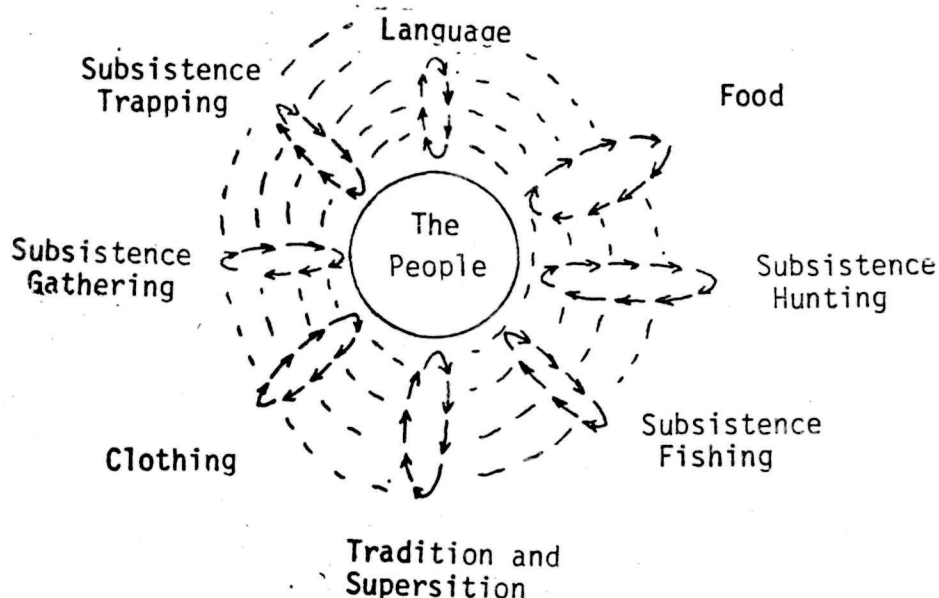 Language
Subsistence
Trapping
Food
The
People
Subsistence
Gathering
Subsistence
Hunting
Subsistence
Fishing
Clothing
Tradition and
Supersition